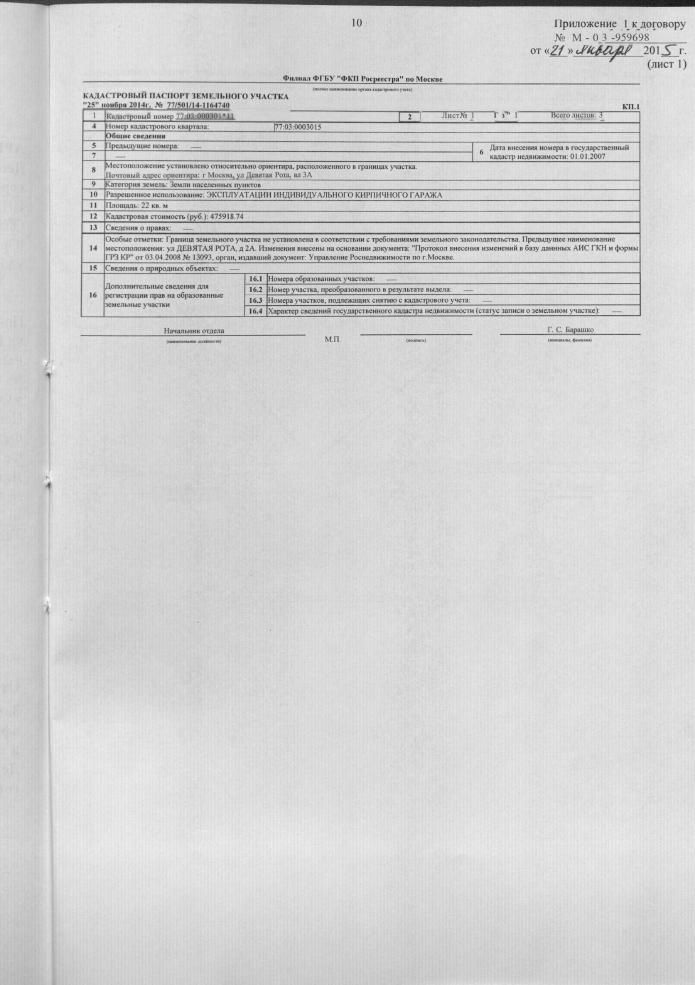 10
Приложение 1 к договору
№ М - 03 -959698
от « 21 » января 2015 г.
(лист 1)
Филиал ФГБУ "ФКП Росреестра" по Москве
(полное наименование органа кадастрового учета)
КАДАСТРОВЫЙ ПАСПОРТ ЗЕМЕЛЬНОГО УЧАСТКА
"25" ноября 2014г. № 77/501/14-1164740
КП.1
1 Кадастровый номер 2 Лист № 1 1 Всего листов: 3
4 Номер кадастрового квартала: 77:03:0003015
Общие сведения
5 Предыдущие номера: —
6 Дата внесения номера в государственный
кадастр недвижимости: 01.01.2007
7 —
8 Местоположение установлено относительно ориентира, расположенного в границах участка.
Почтовый адрес ориентира: г Москва, ул Девятая Рота, вл 3А
9 Категория земель: Земли населенных пунктов
10 Разрешенное использование: ЭКСПЛУАТАЦИИ ИНДИВИДУАЛЬНОГО КИРПИЧНОГО ГАРАЖА
11 Площадь: 22 кв. м
12 Кадастровая стоимость (руб.): 475918.74
13 Сведения о правах: —
14 Особые отметки: Граница земельного участка не установлена в соответствии с требованиями земельного законодательства. Предыдущее наименование
местоположения: ул ДЕВЯТАЯ РОТА, д 2А. Изменения внесены на основании документа: "Протокол внесения изменений в базу данных АИС ГКН и формы
ГРЗ КР" от 03.04.2008 № 13093, орган, издавший документ: Управление Роснедвижимости по г.Москве.
15 Сведения о природных объектах: —
16 Дополнительные сведения для
регистрации прав на образованные
земельные участки
16.1 Номера образованных участков: —
16.2 Номер участка, преобразованного в результате выдела: —
16.3 Номера участков, подлежащих снятию с кадастрового учета: —
16.4 Характер сведений государственного кадастра недвижимости (статус записи о земельном участке): —
Начальник отдела Г. С. Барашко
(наименование должности) М.П. (подпись) (инициалы, фамилия)